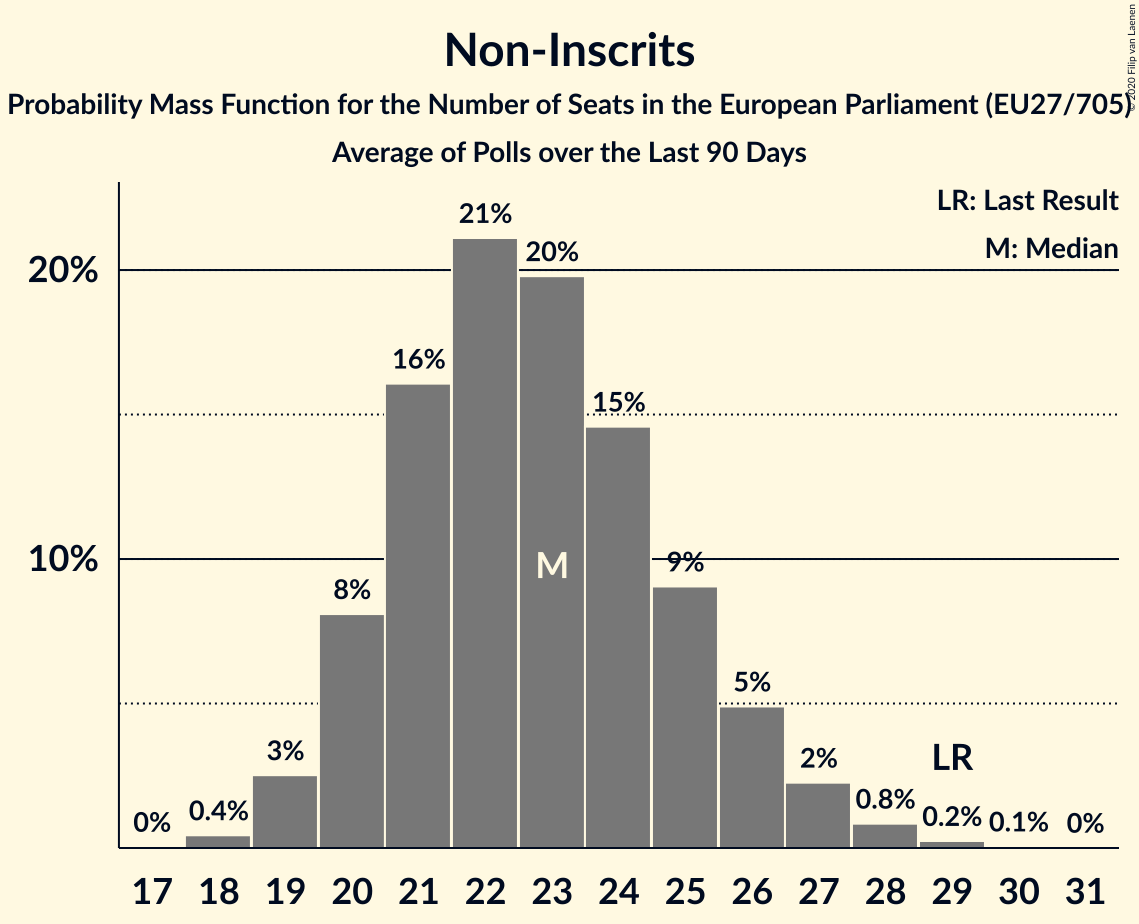 Non-Inscrits
Probability Mass Function for the Number of Seats in the European Parliament (EU27/705)
Average of Polls over the Last 90 Days
© 2020 Filip van Laenen
LR: Last Result
M: Median
20%
10%
0%
0.4%
3%
8%
16%
21%
20%
15%
9%
5%
2%
0.8%
0.2%
0.1%
0%
M
LR
17 18 19 20 21 22 23 24 25 26 27 28 29 30 31